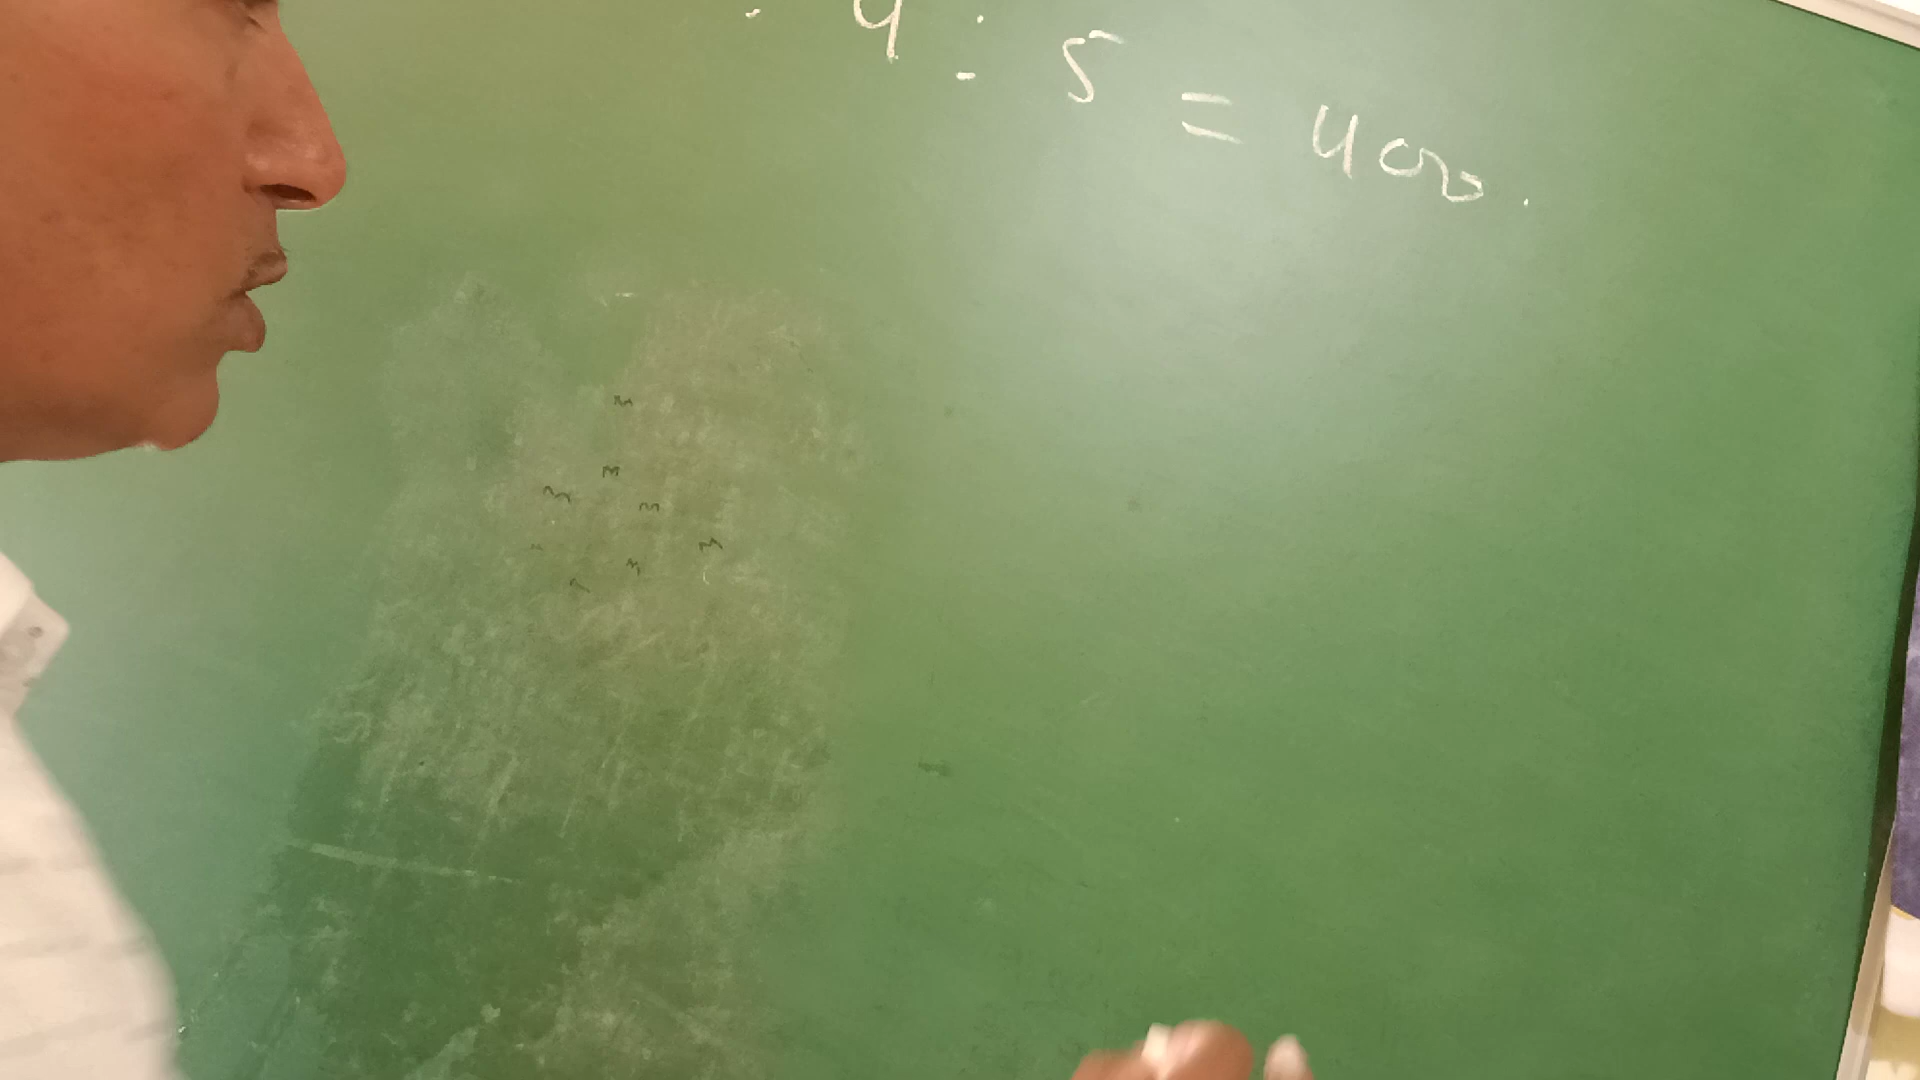 : 4 : 5 = 400.